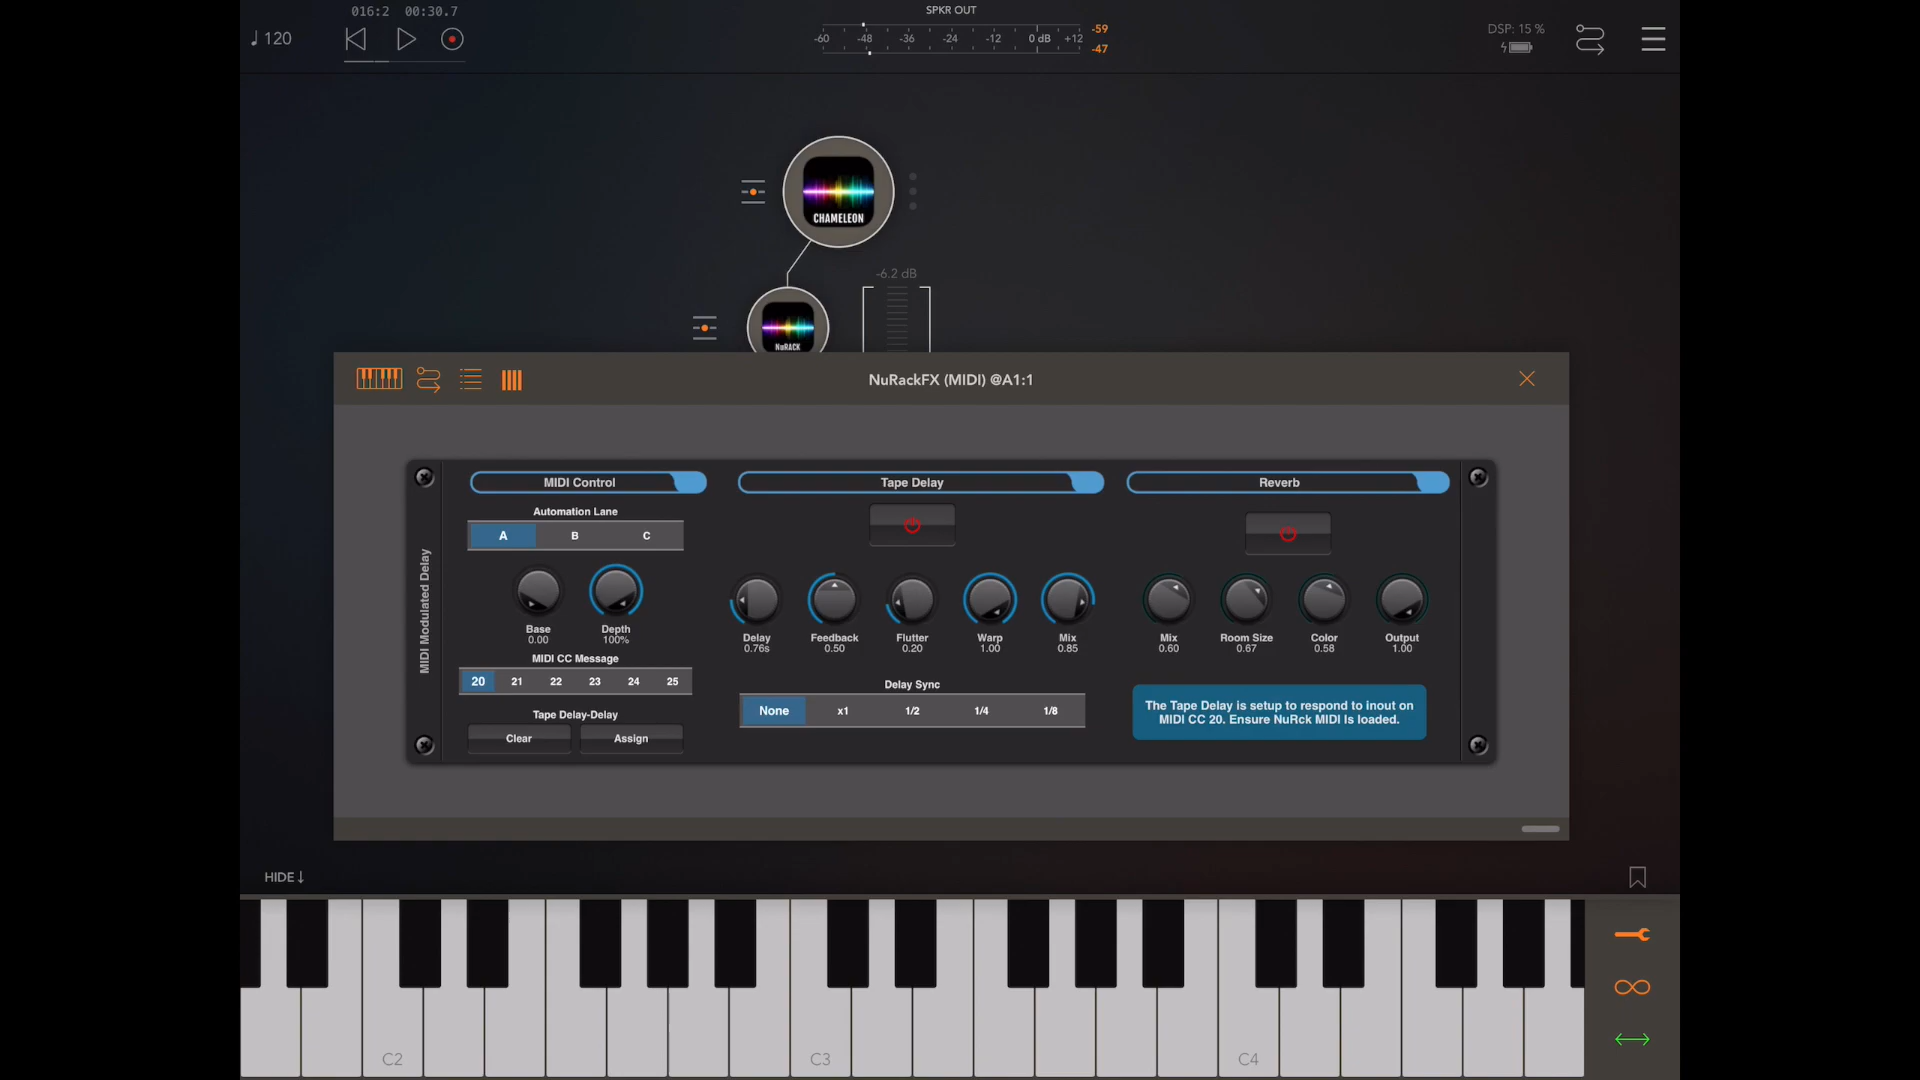 016:2 00:30.7
120
SPKR OUT
-60 -48 -36 -24 -12 0 dB +12
-59
-47
DSP: 15 %
CHAMELEON
-6.2 dB
NuRACK
NuRackFX (MIDI) @A1:1
MIDI Modulated Delay
MIDI Control
Automation Lane
A B C
Base Depth
0.00 100%
MIDI CC Message
20 21 22 23 24 25
Tape Delay-Delay
Clear Assign
Tape Delay
Delay Feedback Flutter Warp Mix
0.76s 0.50 0.20 1.00 0.85
Delay Sync
None x1 1/2 1/4 1/8
Reverb
Mix Room Size Color Output
0.60 0.67 0.58 1.00
The Tape Delay is setup to respond to inout on
MIDI CC 20. Ensure NuRck MIDI Is loaded.
HIDE
C2 C3 C4